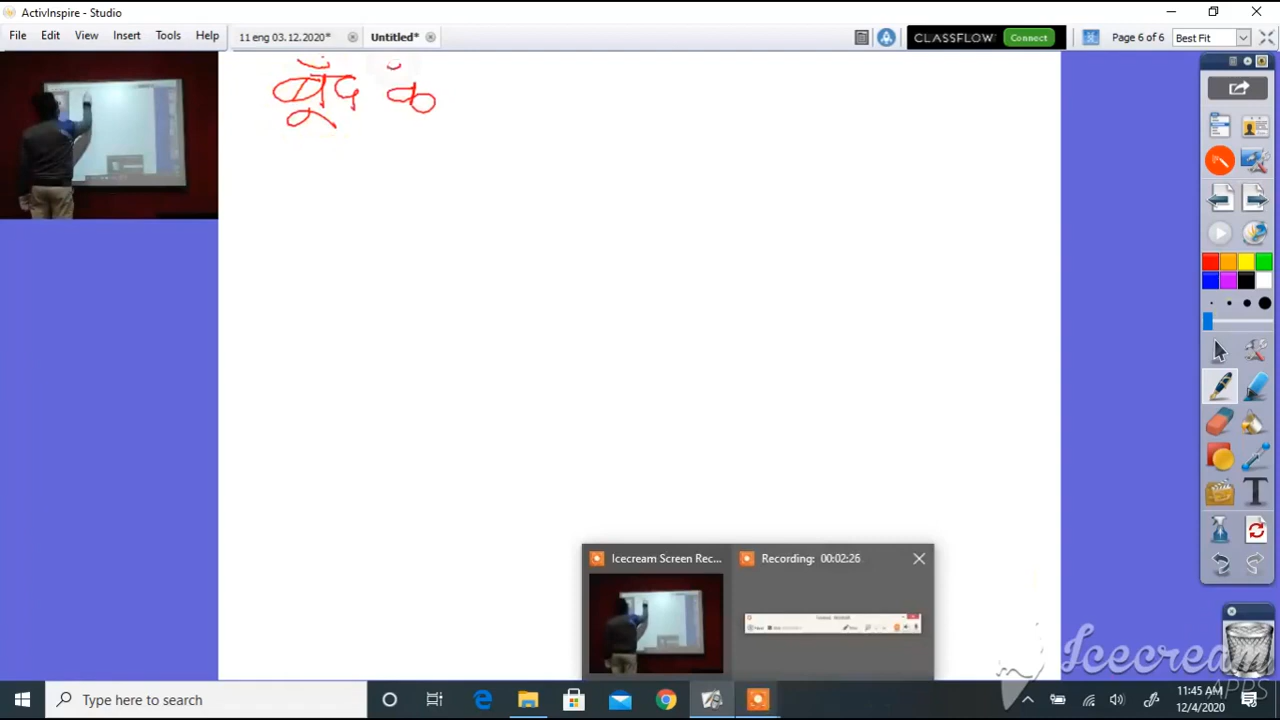 ActivInspire - Studio
File Edit View Insert Tools Help
11 eng 03.12.2020*
Untitled*
CLASSFLOW Connect
Page 6 of 6
Best Fit
बूँद
Icecream Screen Rec...
Recording: 00:02:26
Icecream
APPS
Type here to search
11:45 AM
12/4/2020